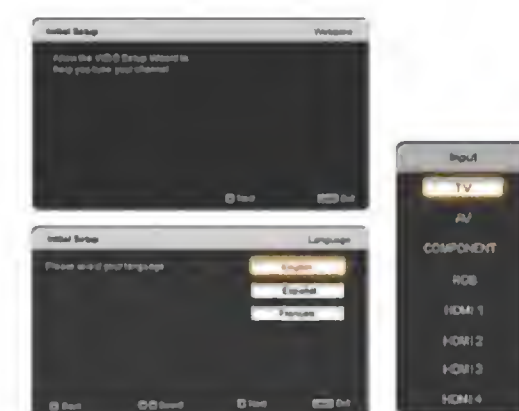 Initial Setup Welcome
Allow the VIZIO Setup Wizard to
help you tune your channel
Next Exit
Initial Setup Language
Please select your language
English
Español
Français
Back Next Exit
Input
TV
AV
COMPONENT
RGB
HDMI 1
HDMI 2
HDMI 3
HDMI 4